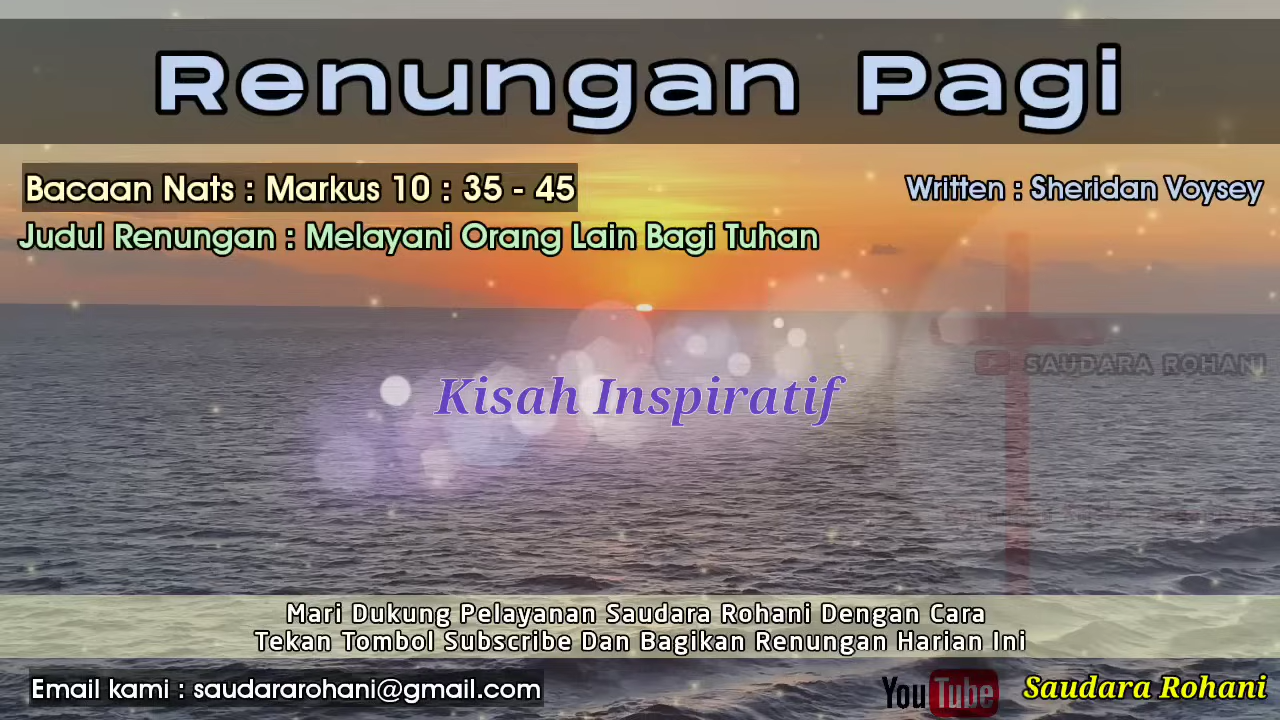 Renungan Pagi
Bacaan Nats : Markus 10 : 35 - 45
Written : Sheridan Voysey
Judul Renungan : Melayani Orang Lain Bagi Tuhan
SAUDARA ROHANI
Kisah Inspiratif
Mari Dukung Pelayanan Saudara Rohani Dengan Cara
Tekan Tombol Subscribe Dan Bagikan Renungan Harian Ini
Email kami : saudararohani@gmail.com
YouTube
Saudara Rohani